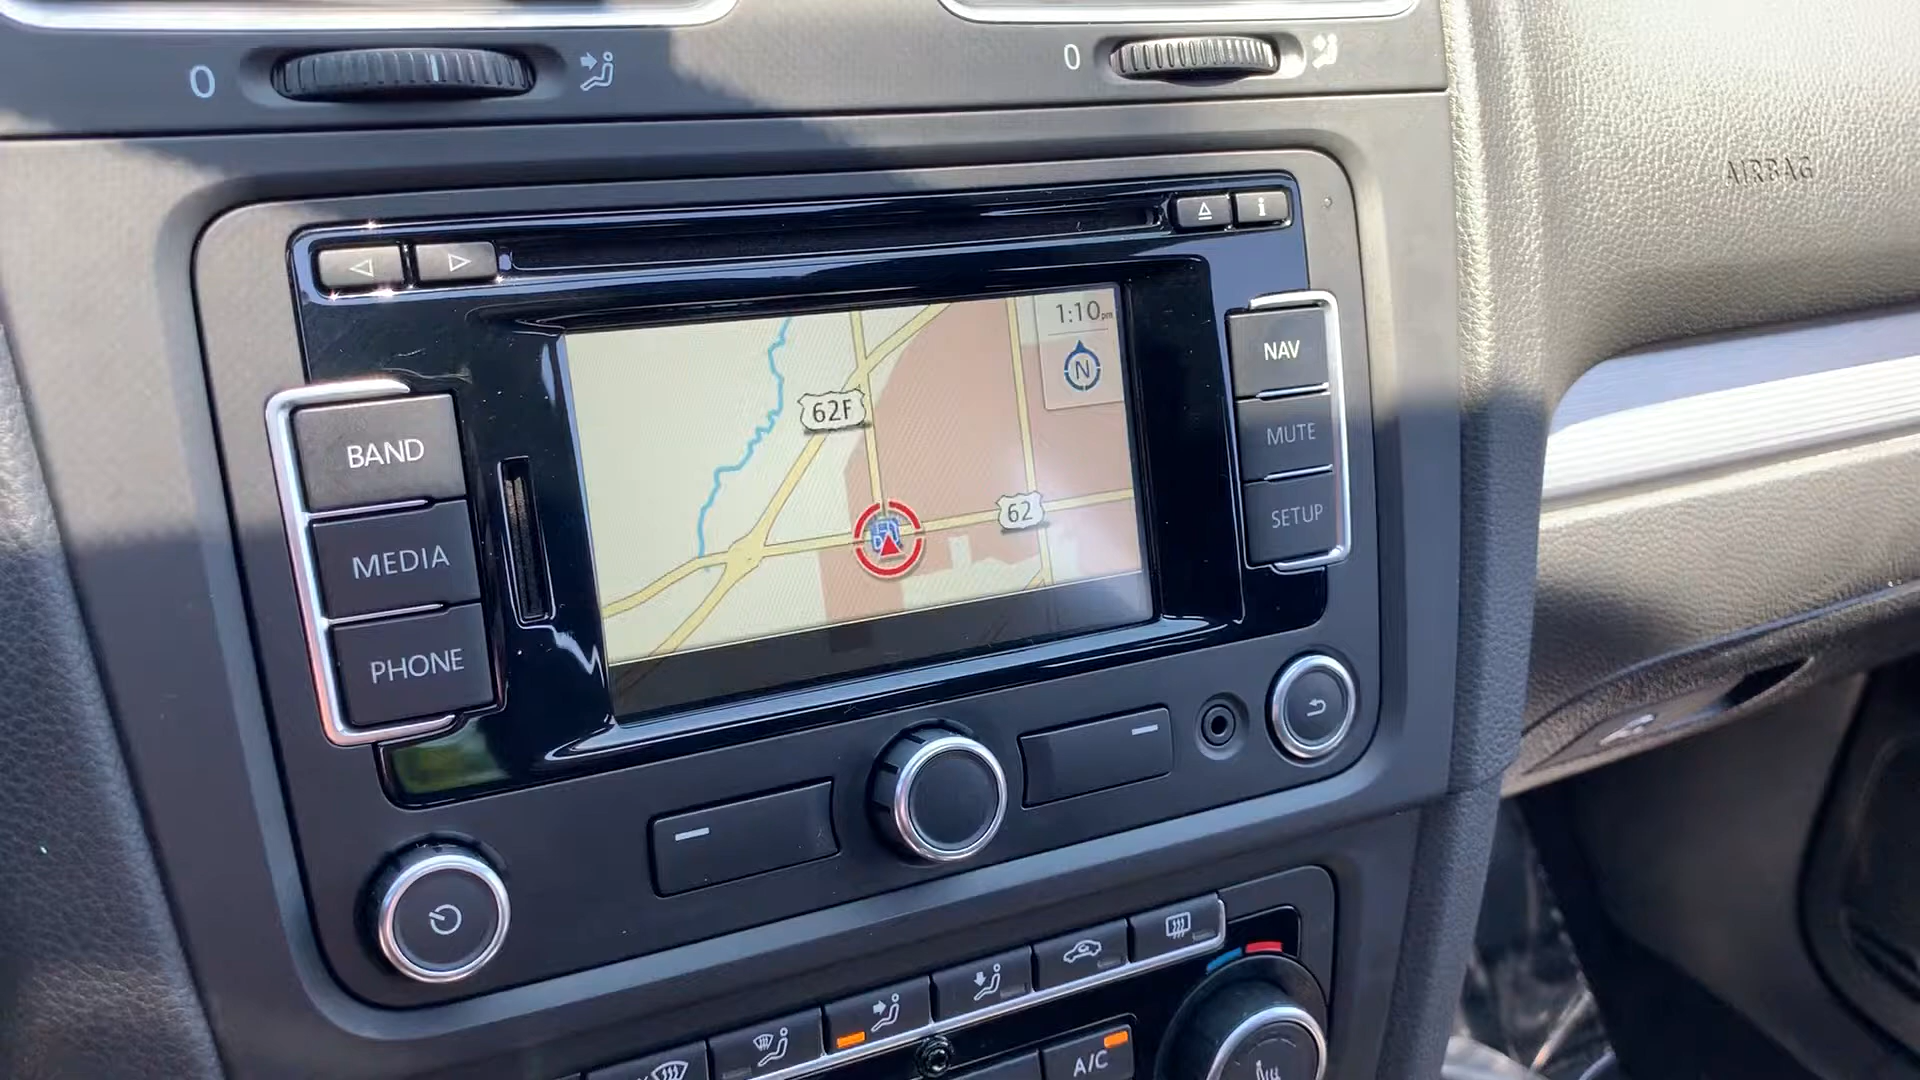 0
0
AIRBAG
i
1:10pm
N
NAV
62F
BAND
MUTE
62
SETUP
MEDIA
PHONE
A/C